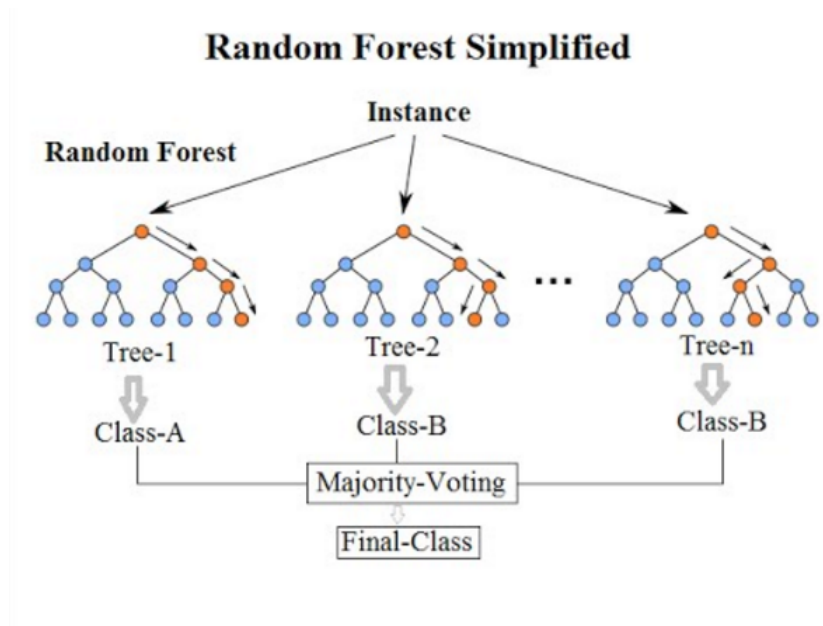 Random Forest Simplified
Instance
Random Forest
...
Tree-1
Tree-2
Tree-n
Class-A
Class-B
Class-B
Majority-Voting
Final-Class